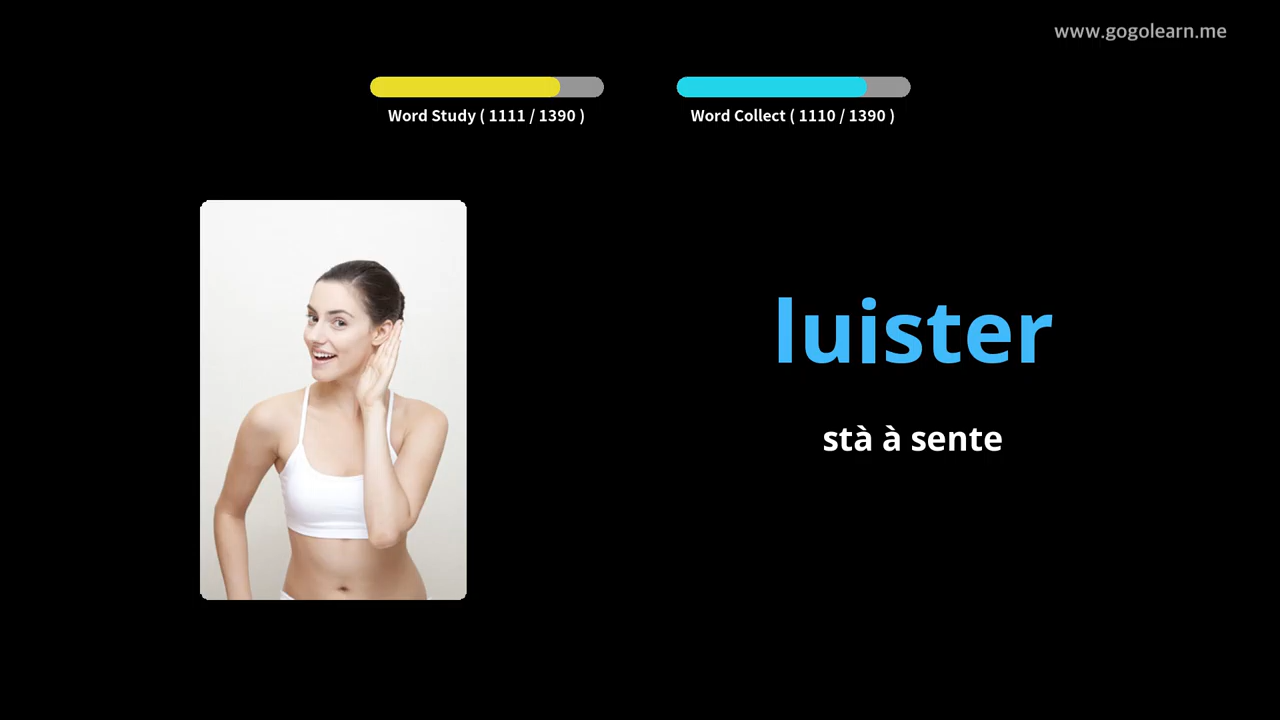 www.gogolearn.me
Word Study ( 1111 / 1390 )
Word Collect ( 1110 / 1390 )
luister
stà à sente